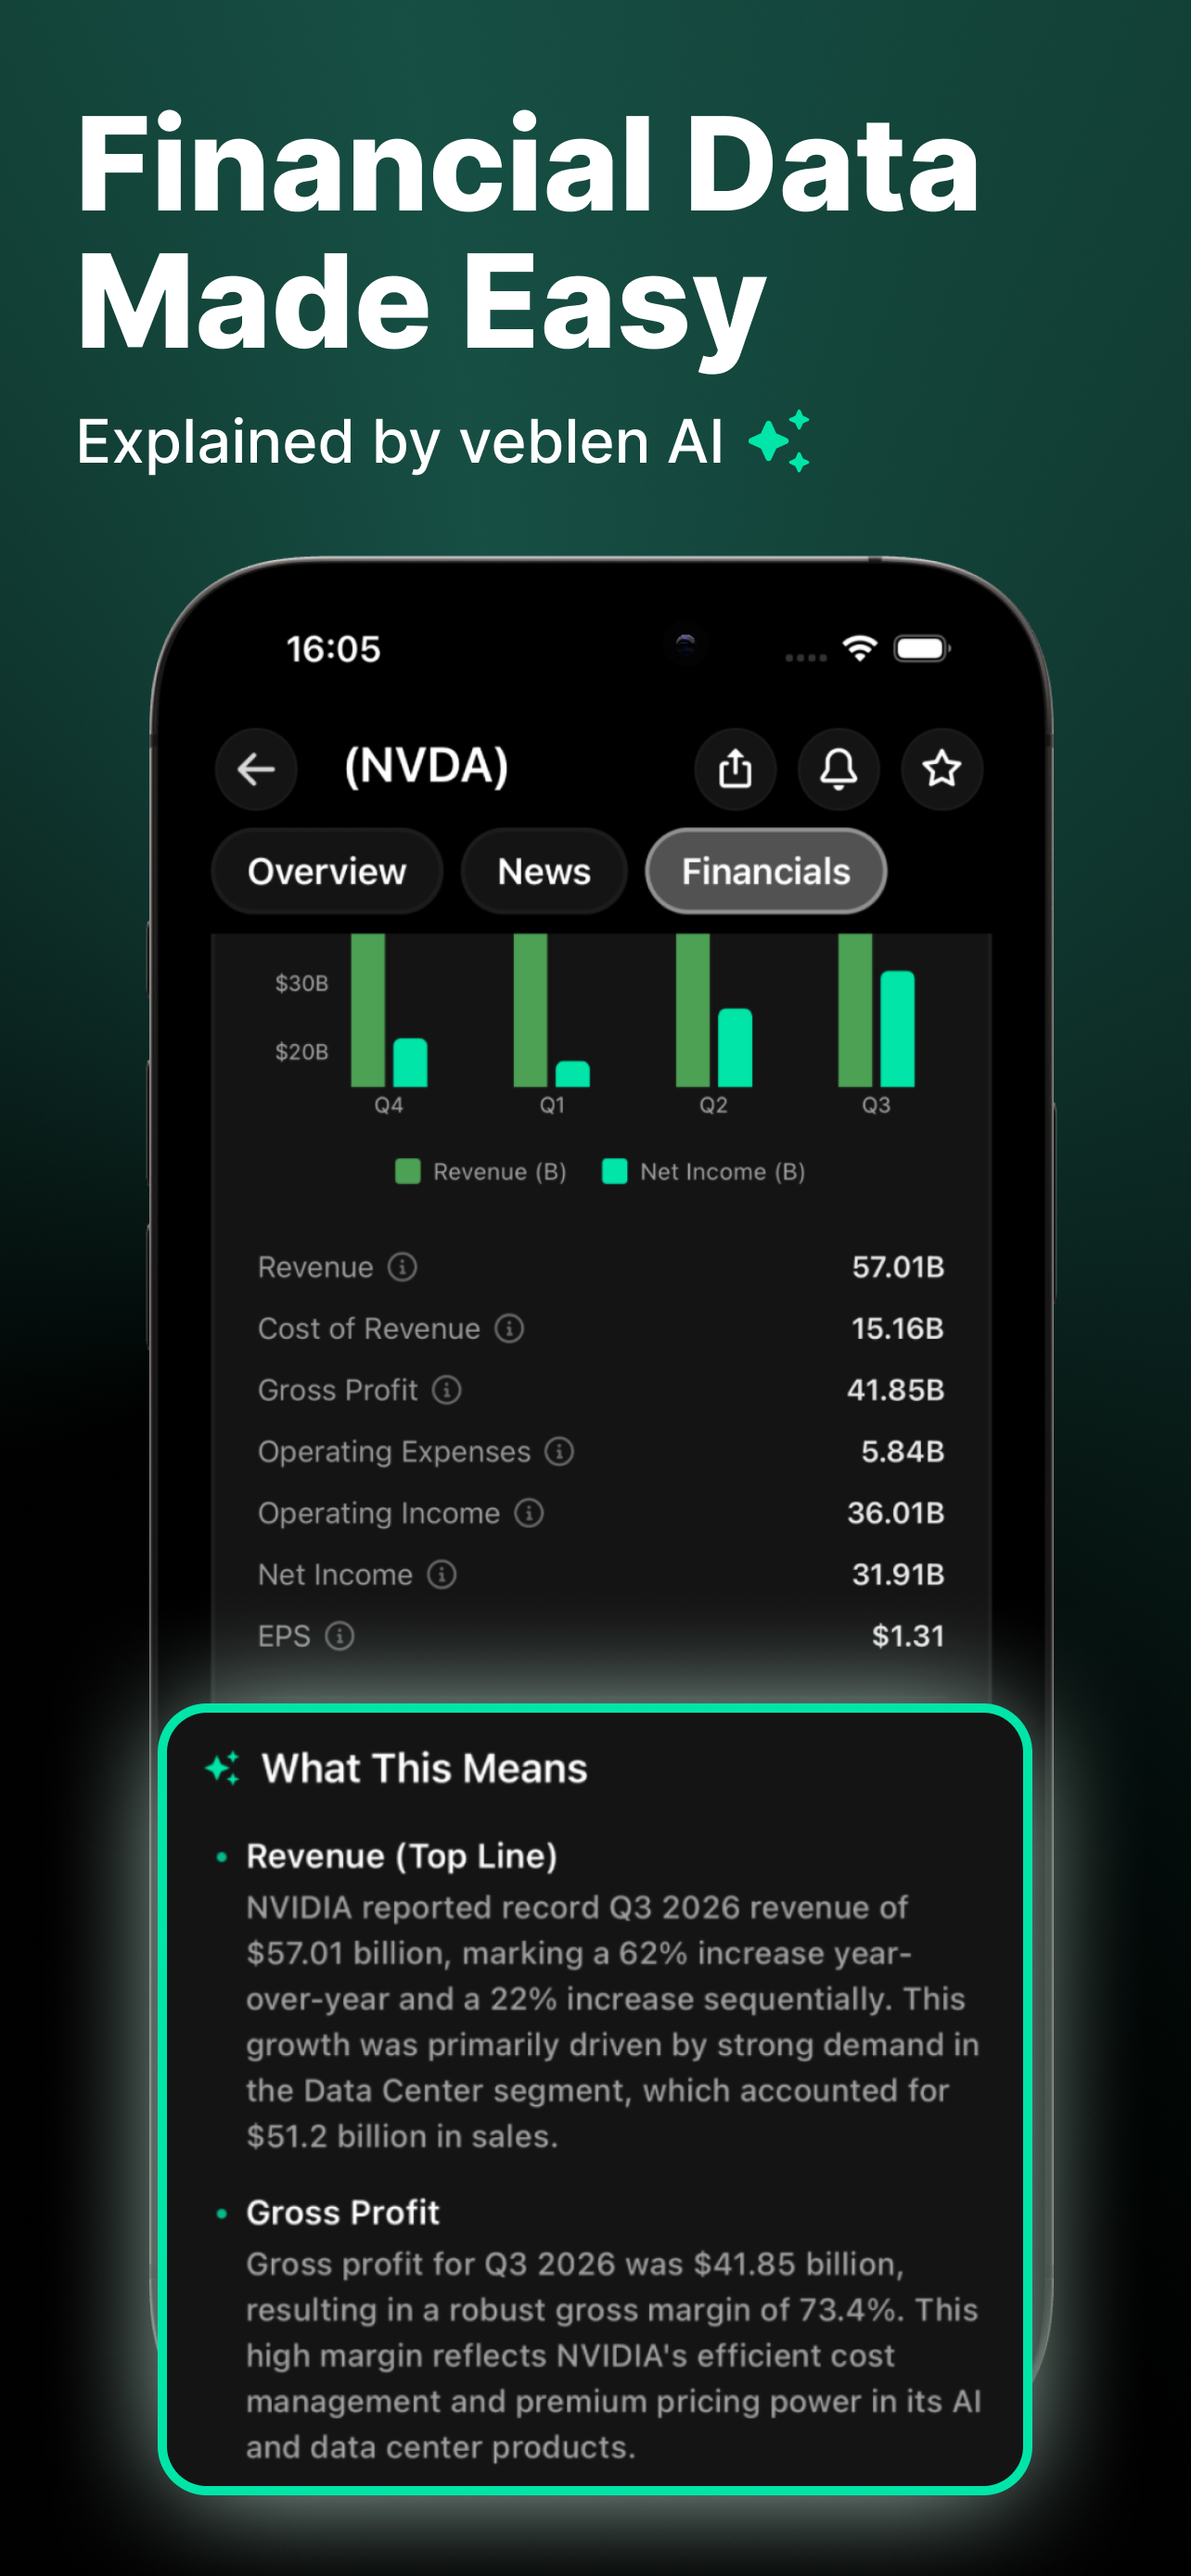 Financial Data
Made Easy
Explained by veblen AI
16:05
(NVDA)
Overview
News
Financials
$30B
$20B
Q4
Q1
Q2
Q3
Revenue (B)
Net Income (B)
Revenue
57.01B
Cost of Revenue
15.16B
Gross Profit
41.85B
Operating Expenses
5.84B
Operating Income
36.01B
Net Income
31.91B
EPS
$1.31
What This Means
• Revenue (Top Line)
NVIDIA reported record Q3 2026 revenue of
$57.01 billion, marking a 62% increase year-
over-year and a 22% increase sequentially. This
growth was primarily driven by strong demand in
the Data Center segment, which accounted for
$51.2 billion in sales.
• Gross Profit
Gross profit for Q3 2026 was $41.85 billion,
resulting in a robust gross margin of 73.4%. This
high margin reflects NVIDIA's efficient cost
management and premium pricing power in its AI
and data center products.